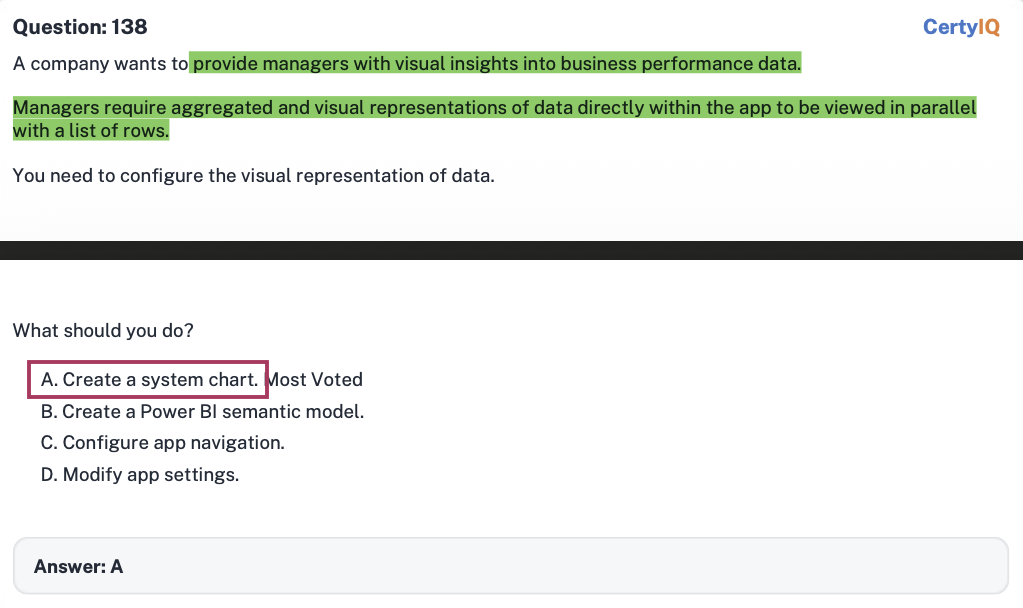 Question: 138
CertyIQ
A company wants to provide managers with visual insights into business performance data.
Managers require aggregated and visual representations of data directly within the app to be viewed in parallel
with a list of rows.
You need to configure the visual representation of data.
What should you do?
A. Create a system chart. Most Voted
B. Create a Power BI semantic model.
C. Configure app navigation.
D. Modify app settings.
Answer: A